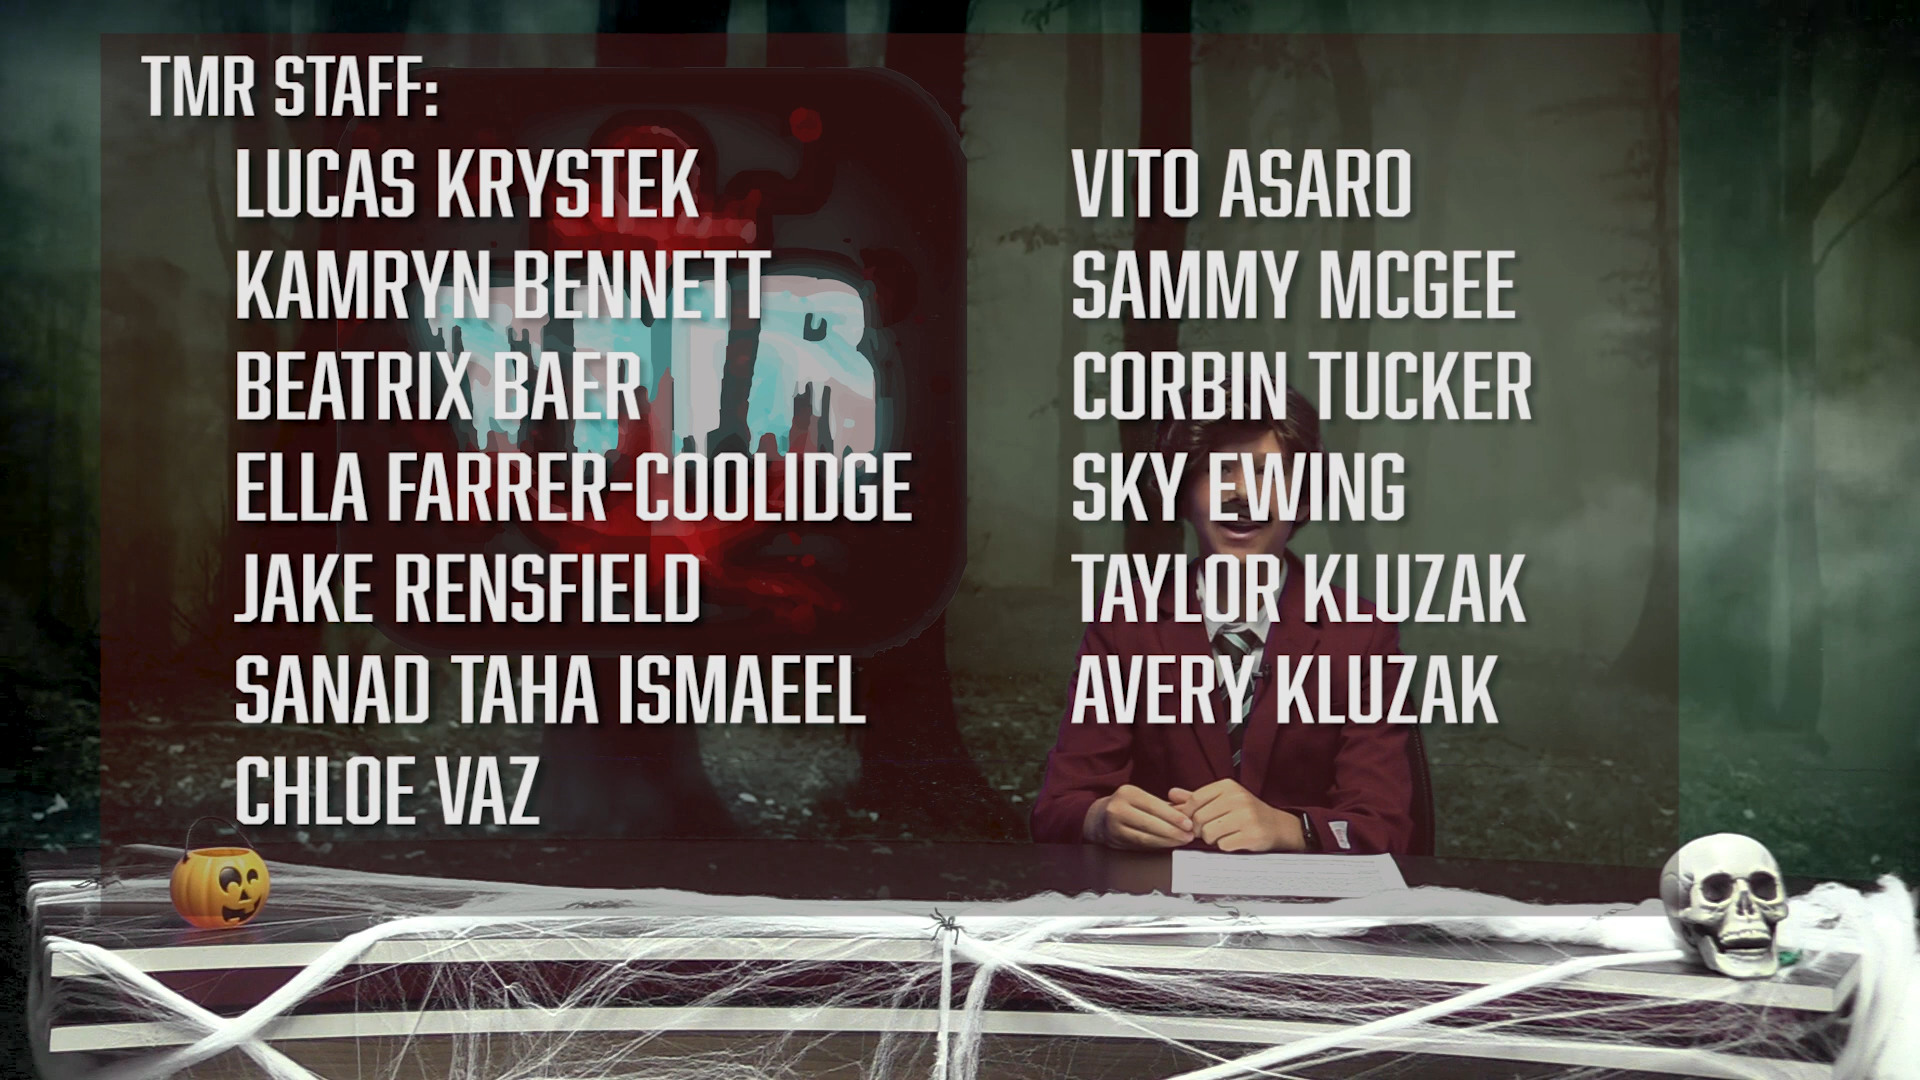 TMR STAFF:
LUCAS KRYSTEK
KAMRYN BENNETT
BEATRIX BAER
ELLA FARRER-COOLIDGE
JAKE RENSFIELD
SANAD TAHA ISMAEEL
CHLOE VAZ
VITO ASARO
SAMMY MCGEE
CORBIN TUCKER
SKY EWING
TAYLOR KLUZAK
AVERY KLUZAK
TMR